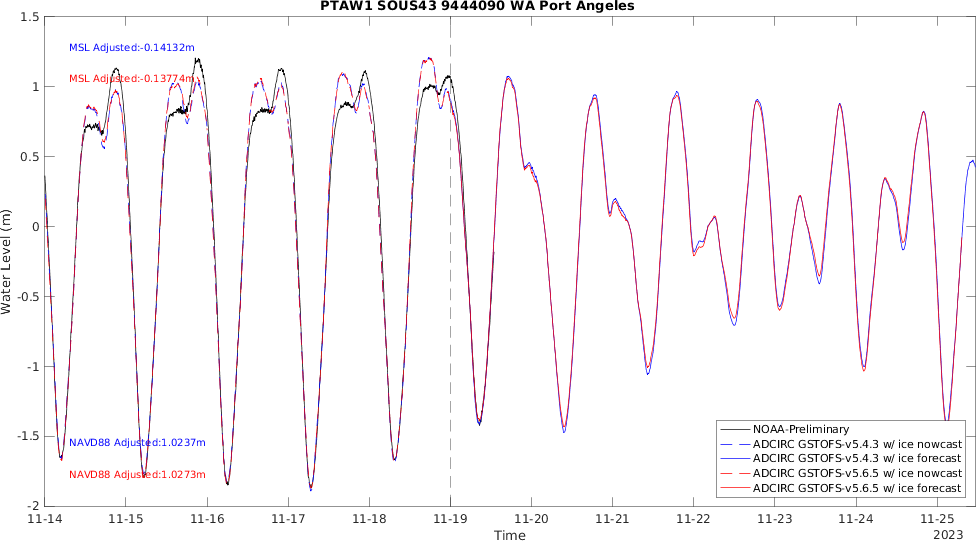 PTAW1 SOUS43 9444090 WA Port Angeles
1.5
MSL Adjusted:-0.14132m
MSL Adjusted:-0.13774m
1
0.5
0
-0.5
-1
-1.5
-2
Water Level (m)
NAVD88 Adjusted:1.0237m
NAVD88 Adjusted:1.0273m
NOAA-Preliminary
ADCIRC GSTOFS-v5.4.3 w/ ice nowcast
ADCIRC GSTOFS-v5.4.3 w/ ice forecast
ADCIRC GSTOFS-v5.6.5 w/ ice nowcast
ADCIRC GSTOFS-v5.6.5 w/ ice forecast
11-14 11-15 11-16 11-17 11-18 11-19 11-20 11-21 11-22 11-23 11-24 11-25
Time
2023